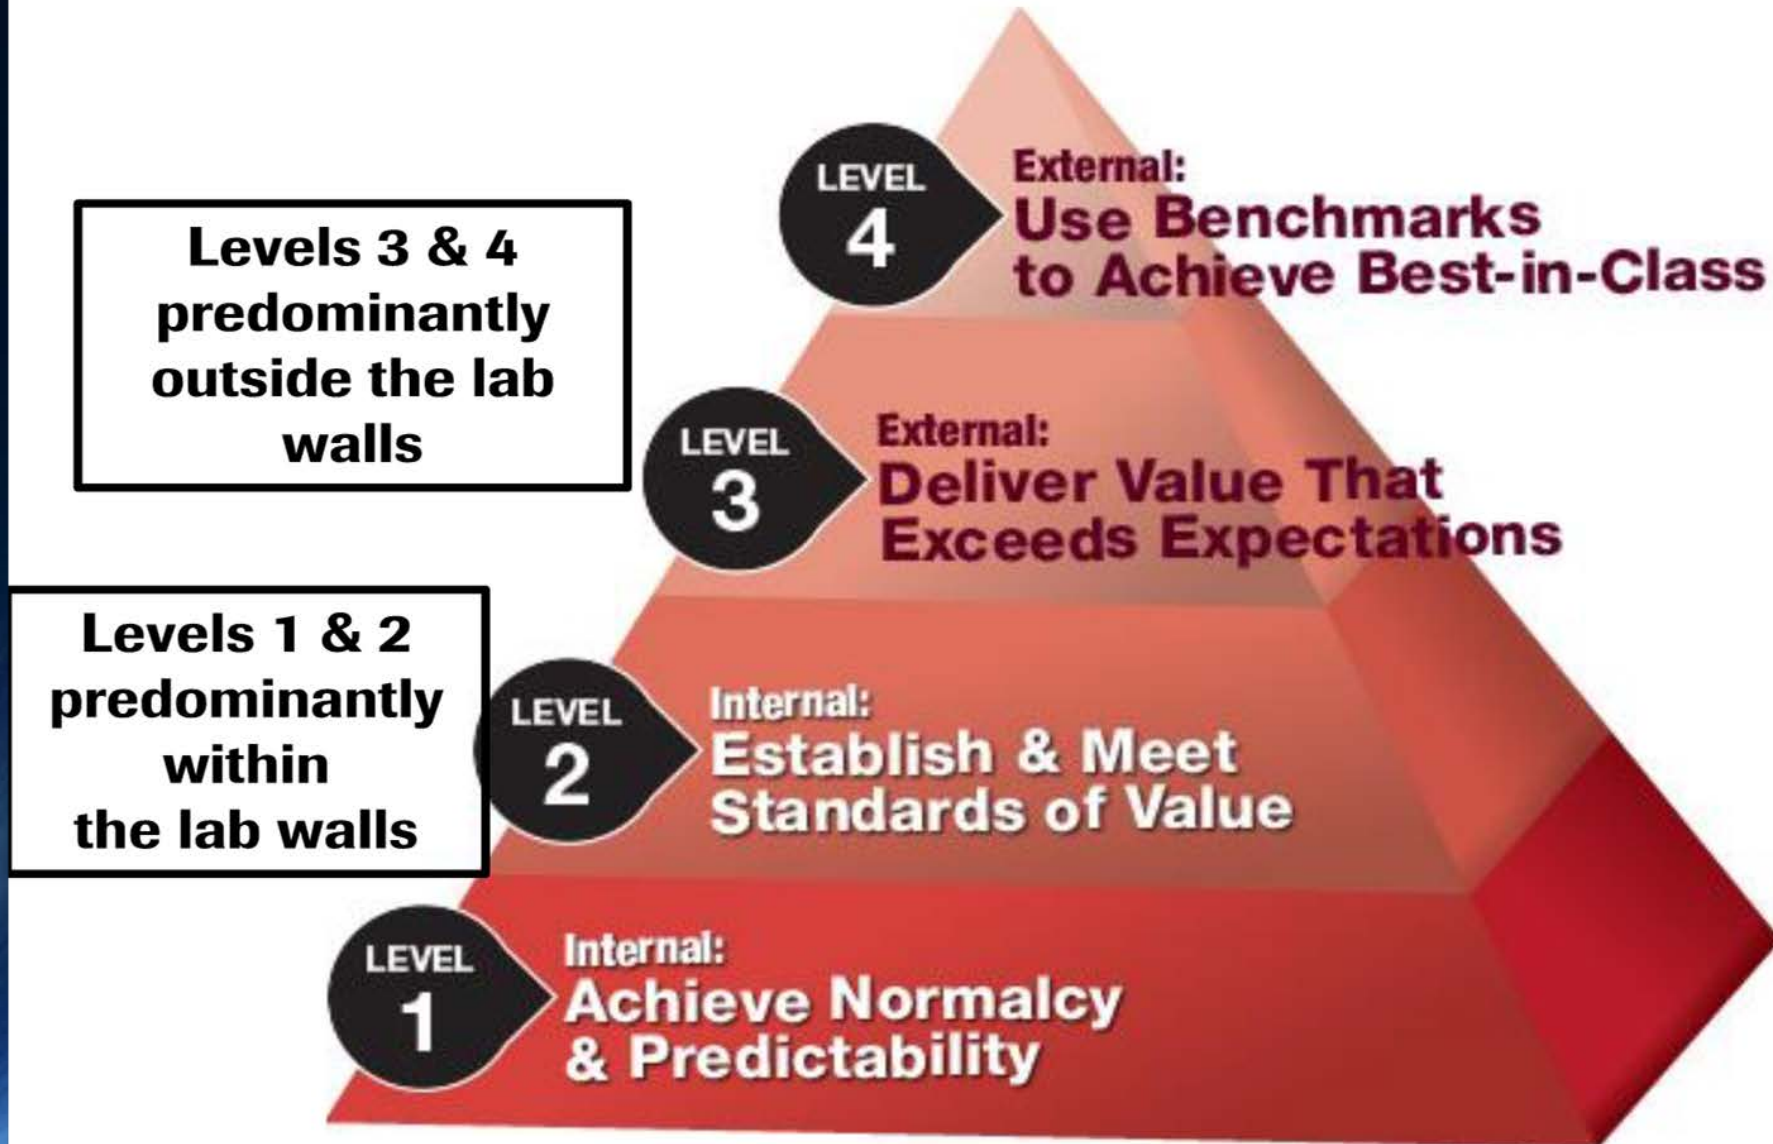 LEVEL
4
External:
Use Benchmarks
to Achieve Best-in-Class
Levels 3 & 4
predominantly
outside the lab
walls
LEVEL
3
External:
Deliver Value That
Exceeds Expectations
Levels 1 & 2
predominantly
within
the lab walls
LEVEL
2
Internal:
Establish & Meet
Standards of Value
LEVEL
1
Internal:
Achieve Normalcy
& Predictability